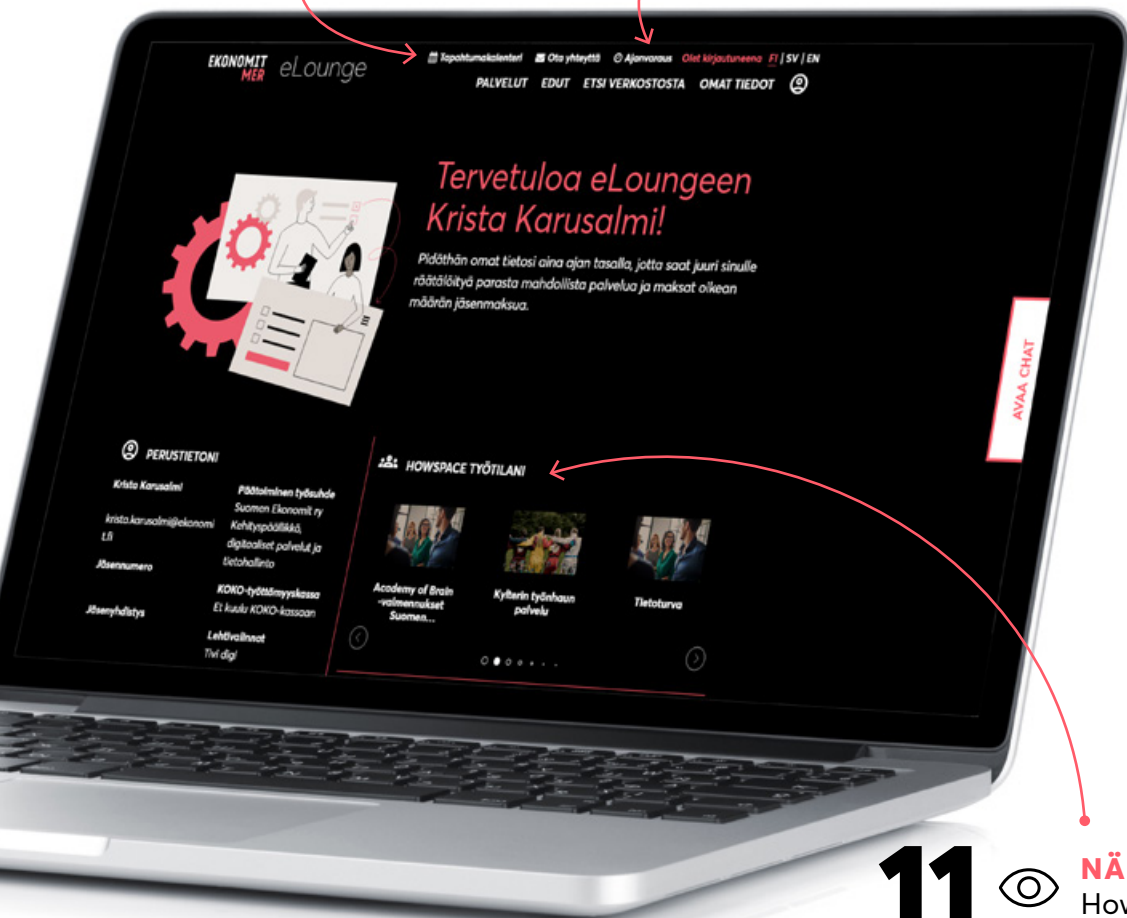 EKONOMIT
MER
eLounge
Tapahtumakalenteri Ota yhteyttä Ajanvaraus Olet kirjautuneena FI | SV | EN
PALVELUT EDUT ETSI VERKOSTOSTA OMAT TIEDOT
Tervetuloa eLoungeen
Krista Karusalmi!
Pidäthän omat tietosi aina ajan tasalla, jotta saat juuri sinulle
räätälöityä parasta mahdollista palvelua ja maksat oikean
määrän jäsenmaksua.
AVAA CHAT
PERUSTIETONI
Krista Karusalmi
krista.karusalmi@ekonomi
t.fi
Jäsennumero
Jäsenyhdistys
Päätoiminen työsuhde
Suomen Ekonomit ry
Kehityspäällikkö,
digitaaliset palvelut ja
tietohallinto
KOKO-työttömyyskassa
Et kuulu KOKO-kassaan
Lehtivalinnat
Tivi digi
HOWSPACE TYÖTILANI
Academy of Brain
-valmennukset
Suomen...
Kylterin työnhaun
palvelu
Tietoturva
11
NÄ
How